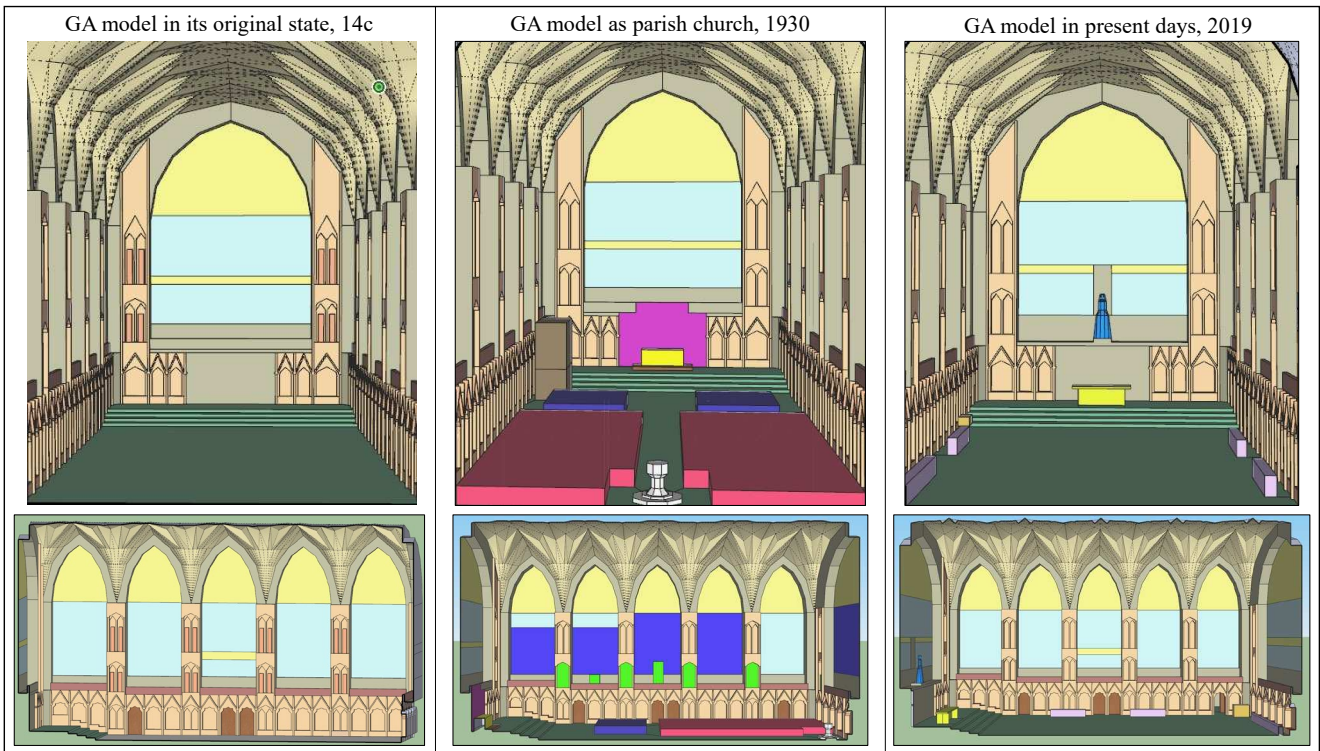 GA model in its original state, 14c
GA model as parish church, 1930
GA model in present days, 2019